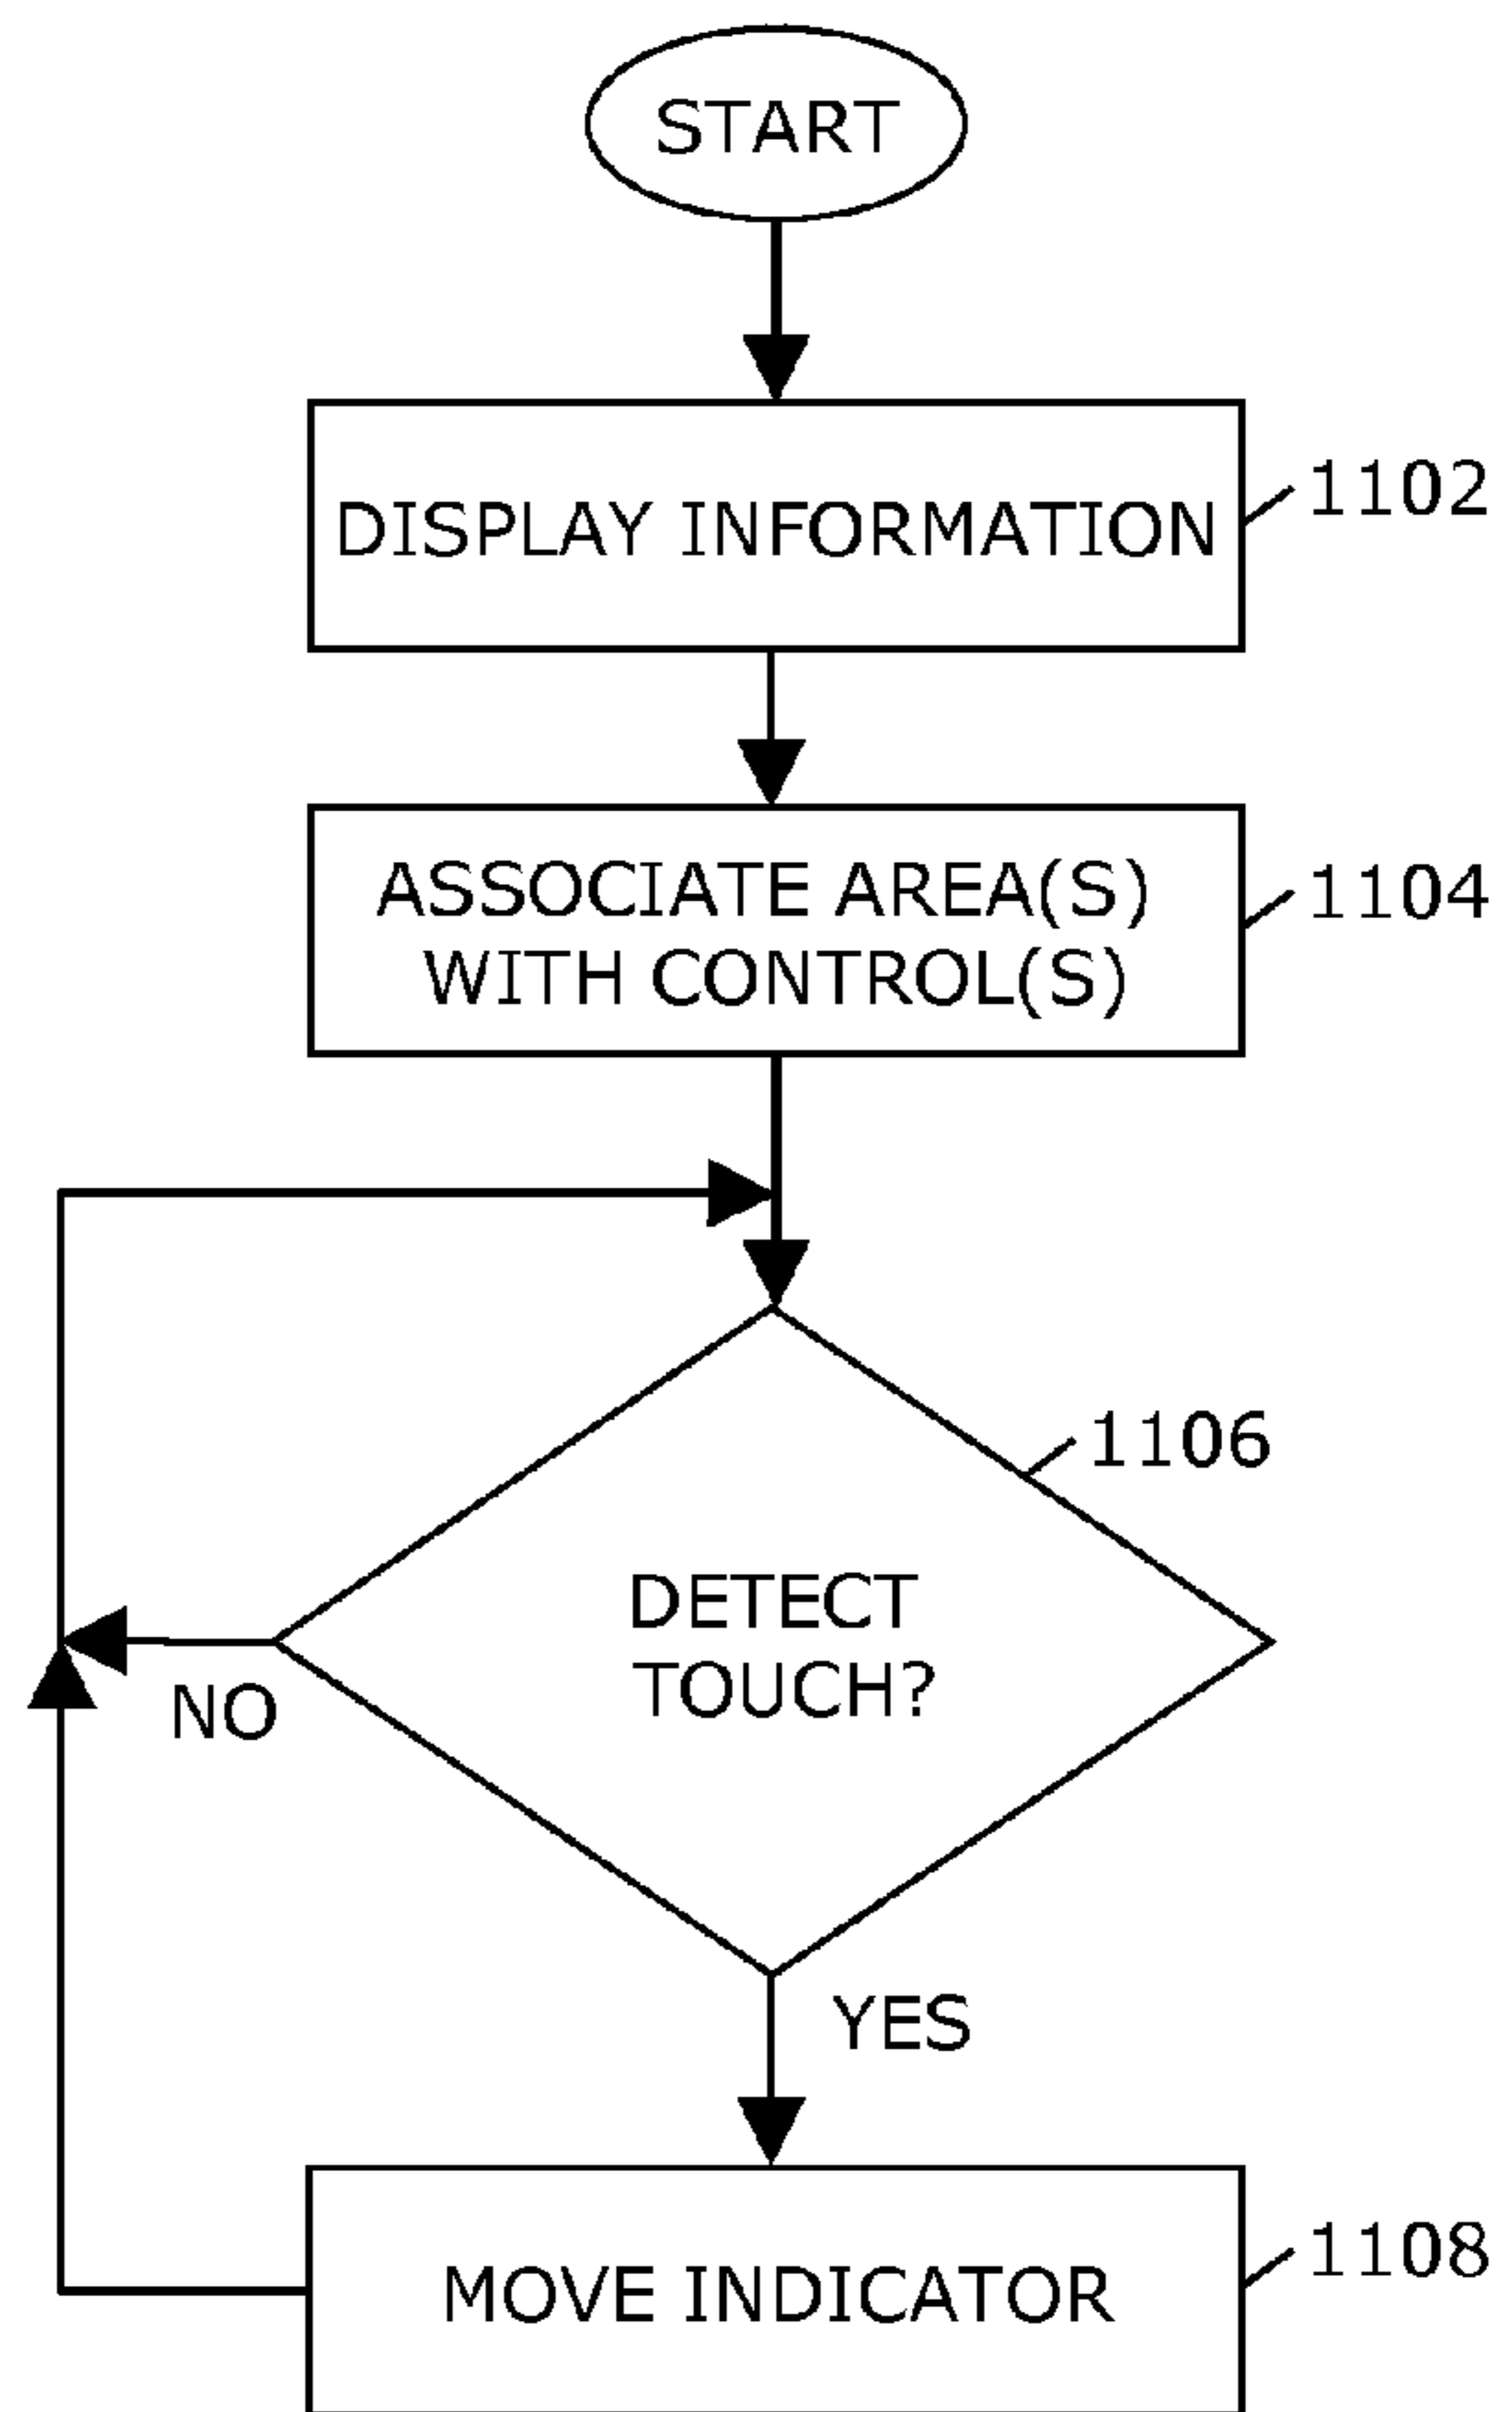 START
DISPLAY INFORMATION
1102
ASSOCIATE AREA(S)
WITH CONTROL(S)
1104
1106
DETECT
TOUCH?
NO
YES
MOVE INDICATOR
1108